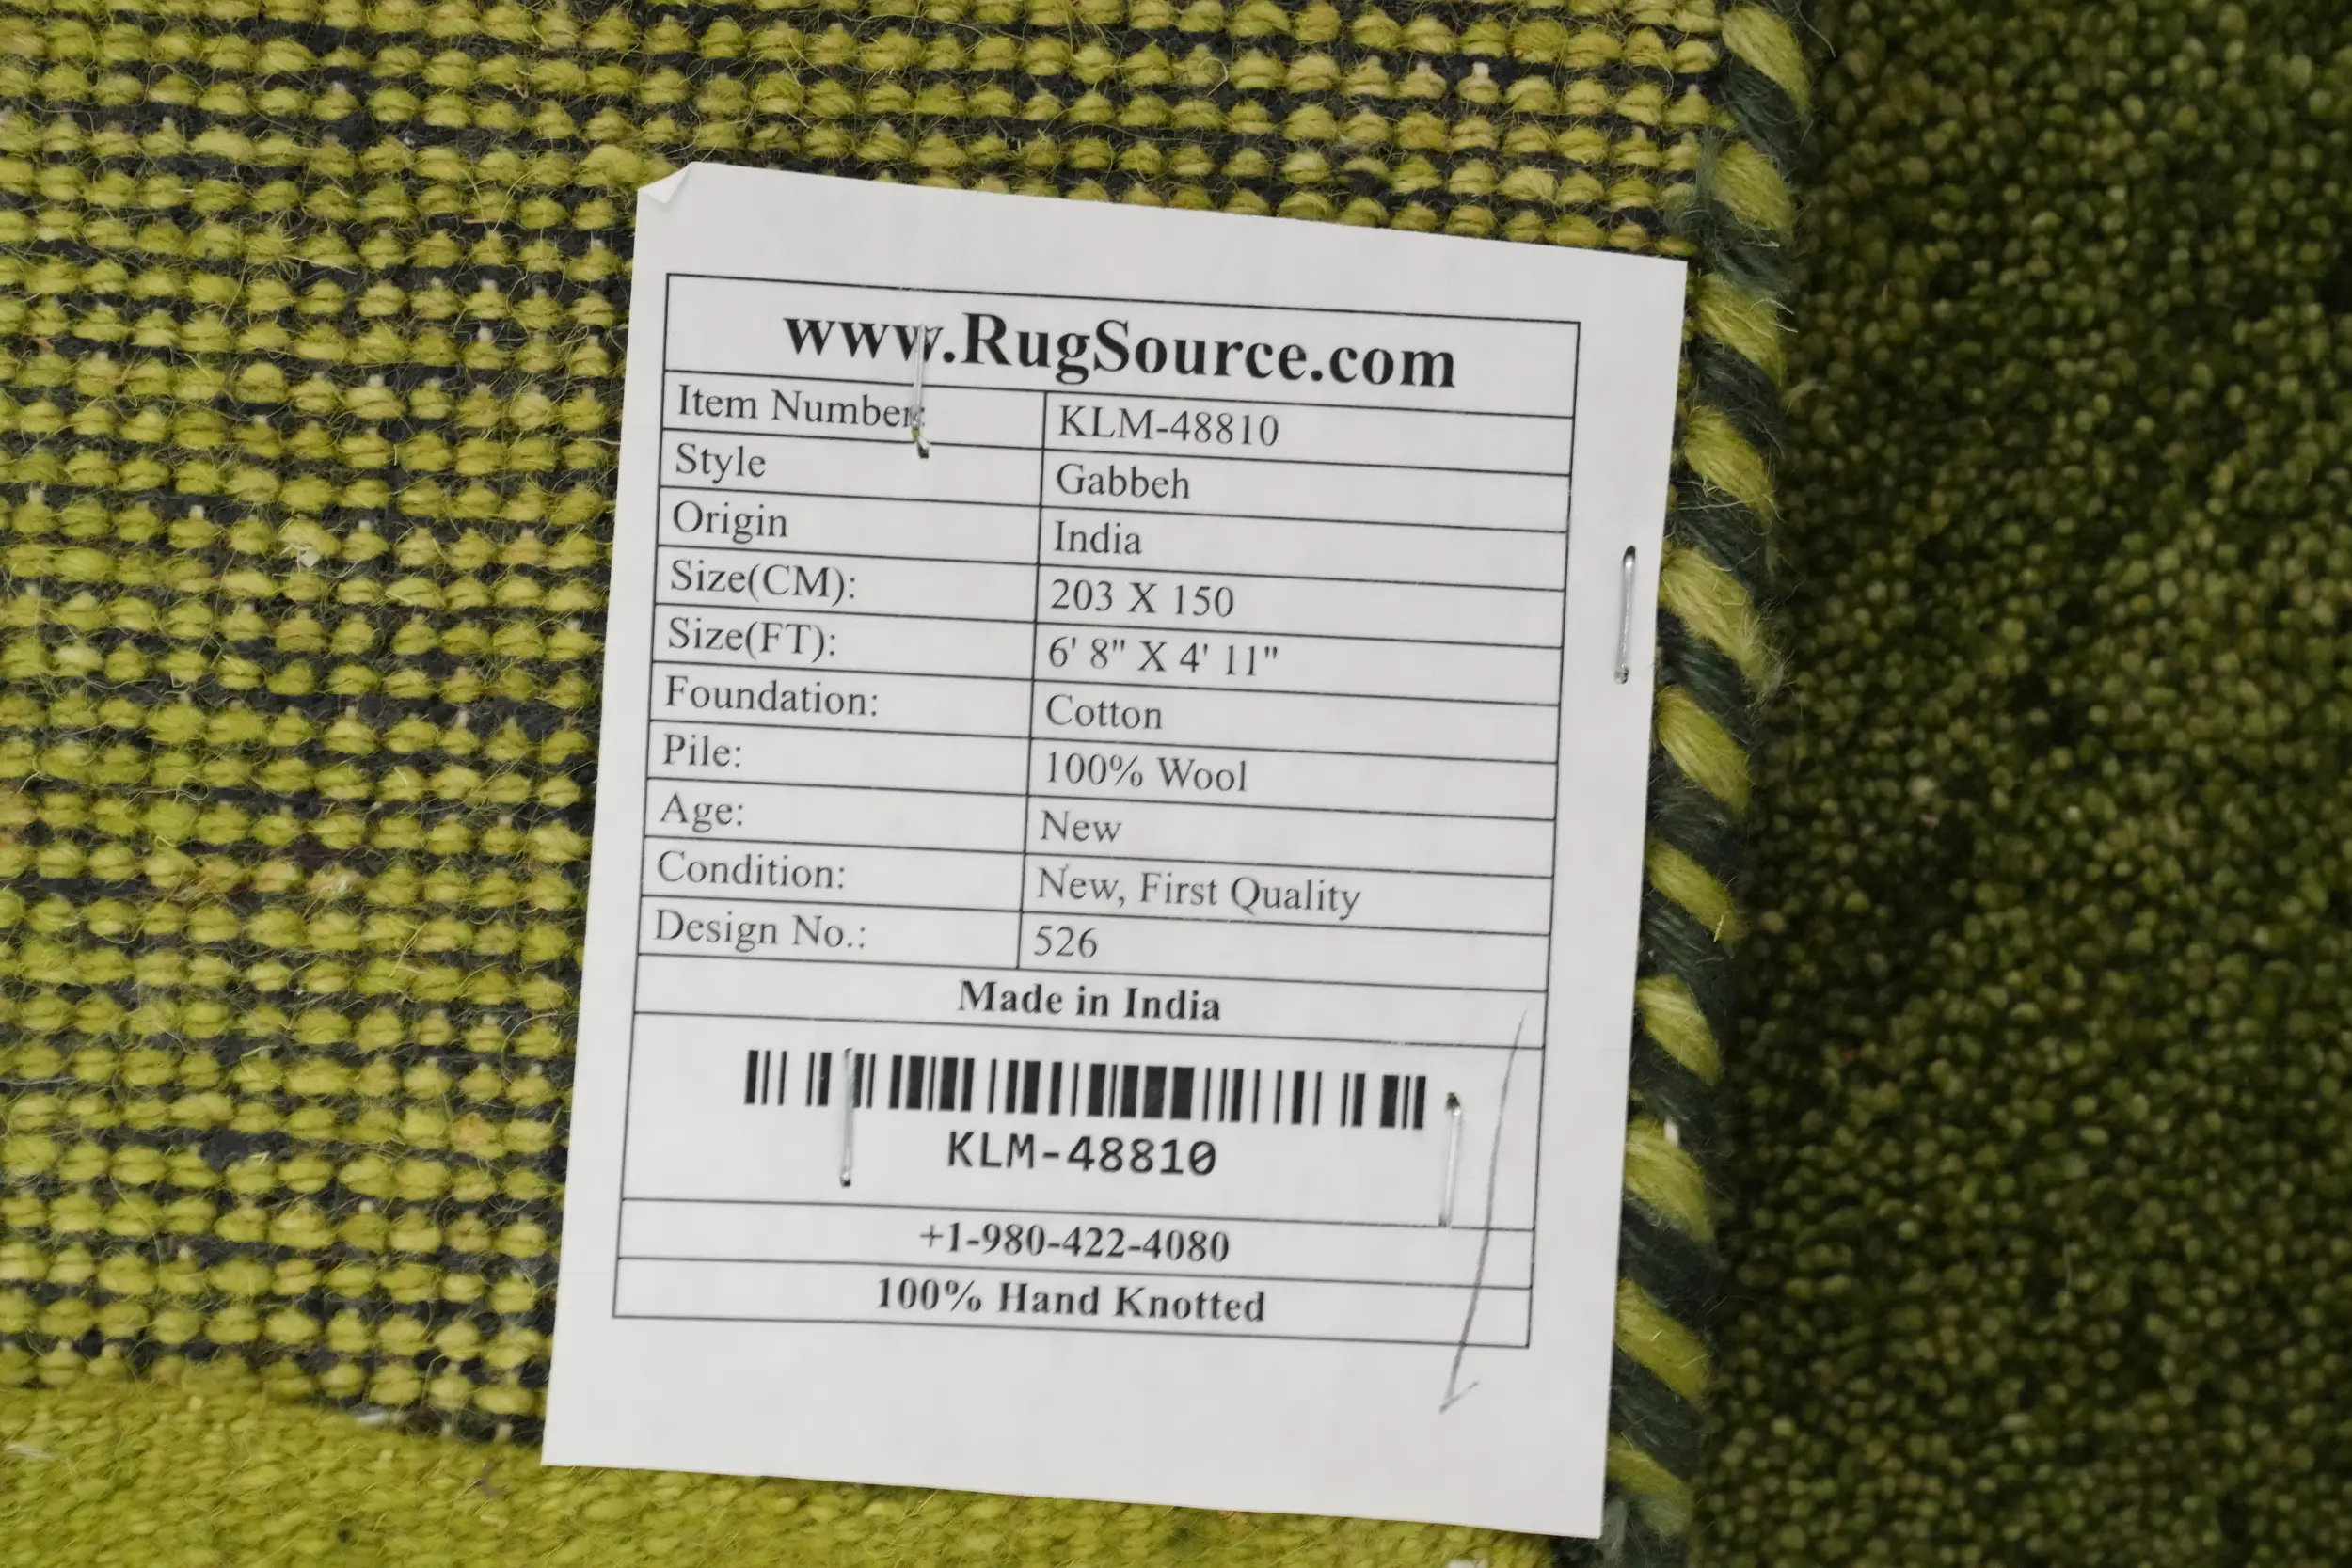 www.RugSource.com
Item Number: KLM-48810
Style Gabbeh
Origin India
Size(CM): 203 X 150
Size(FT): 6' 8" X 4' 11"
Foundation: Cotton
Pile: 100% Wool
Age: New
Condition: New, First Quality
Design No.: 526
Made in India
KLM-48810
+1-980-422-4080
100% Hand Knotted